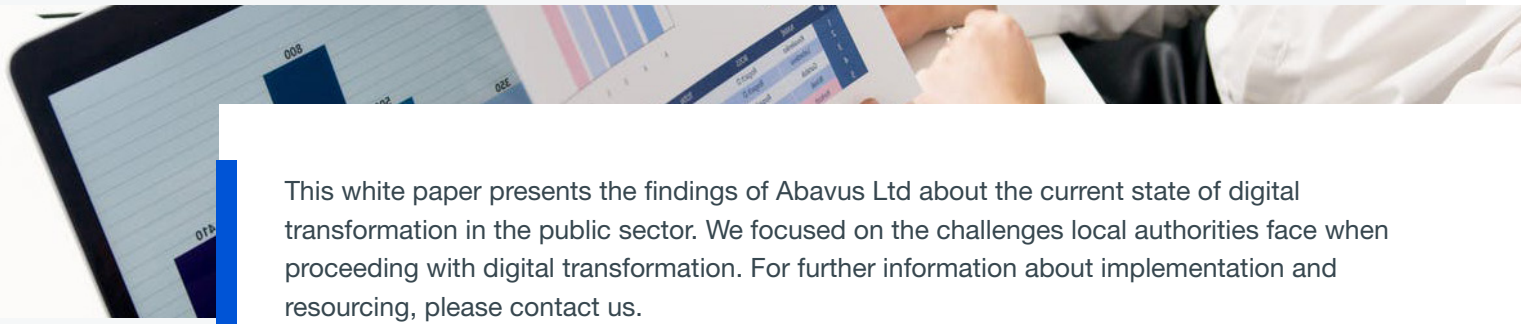 008
350
This white paper presents the findings of Abavus Ltd about the current state of digital
transformation in the public sector. We focused on the challenges local authorities face when
proceeding with digital transformation. For further information about implementation and
resourcing, please contact us.